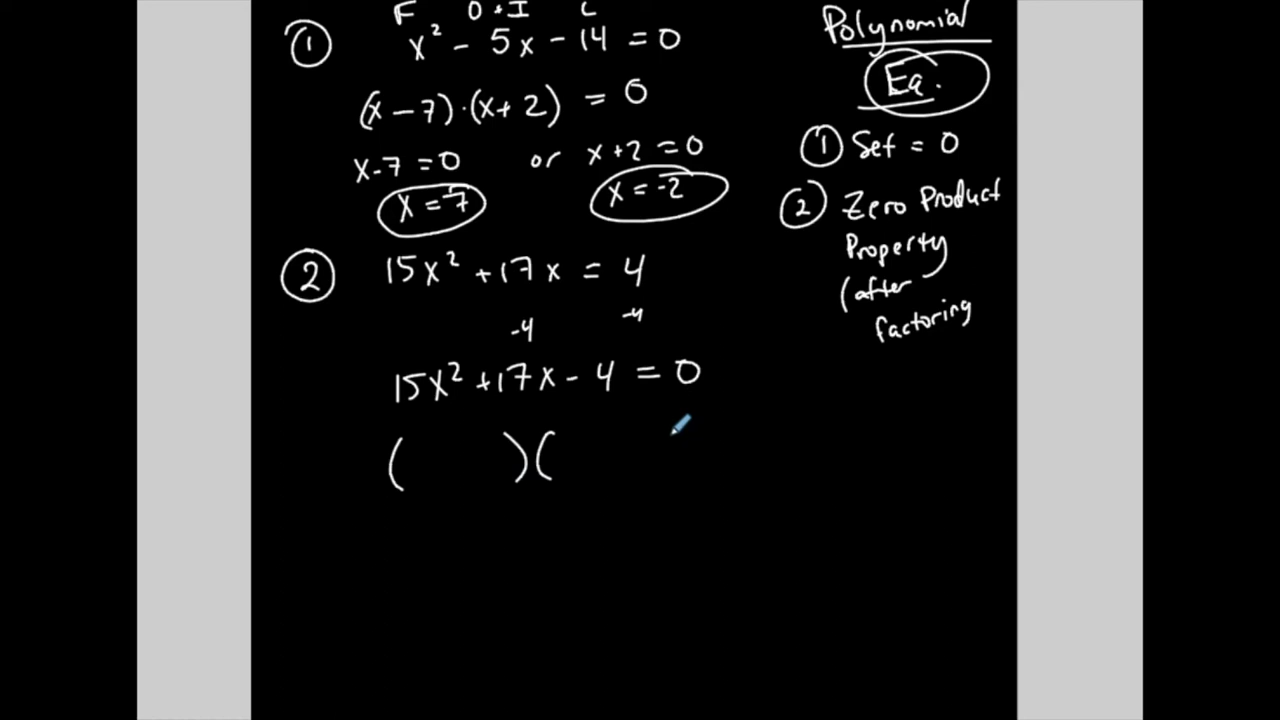 F O + I L
① x² - 5x - 14 = 0
(x - 7)·(x + 2) = 0
x - 7 = 0 or x + 2 = 0
x = 7 x = -2
② 15x² + 17x = 4
-4 -4
15x² + 17x - 4 = 0
( )(
Polynomial
Eq.
① Set = 0
② Zero Product
Property
(after
factoring